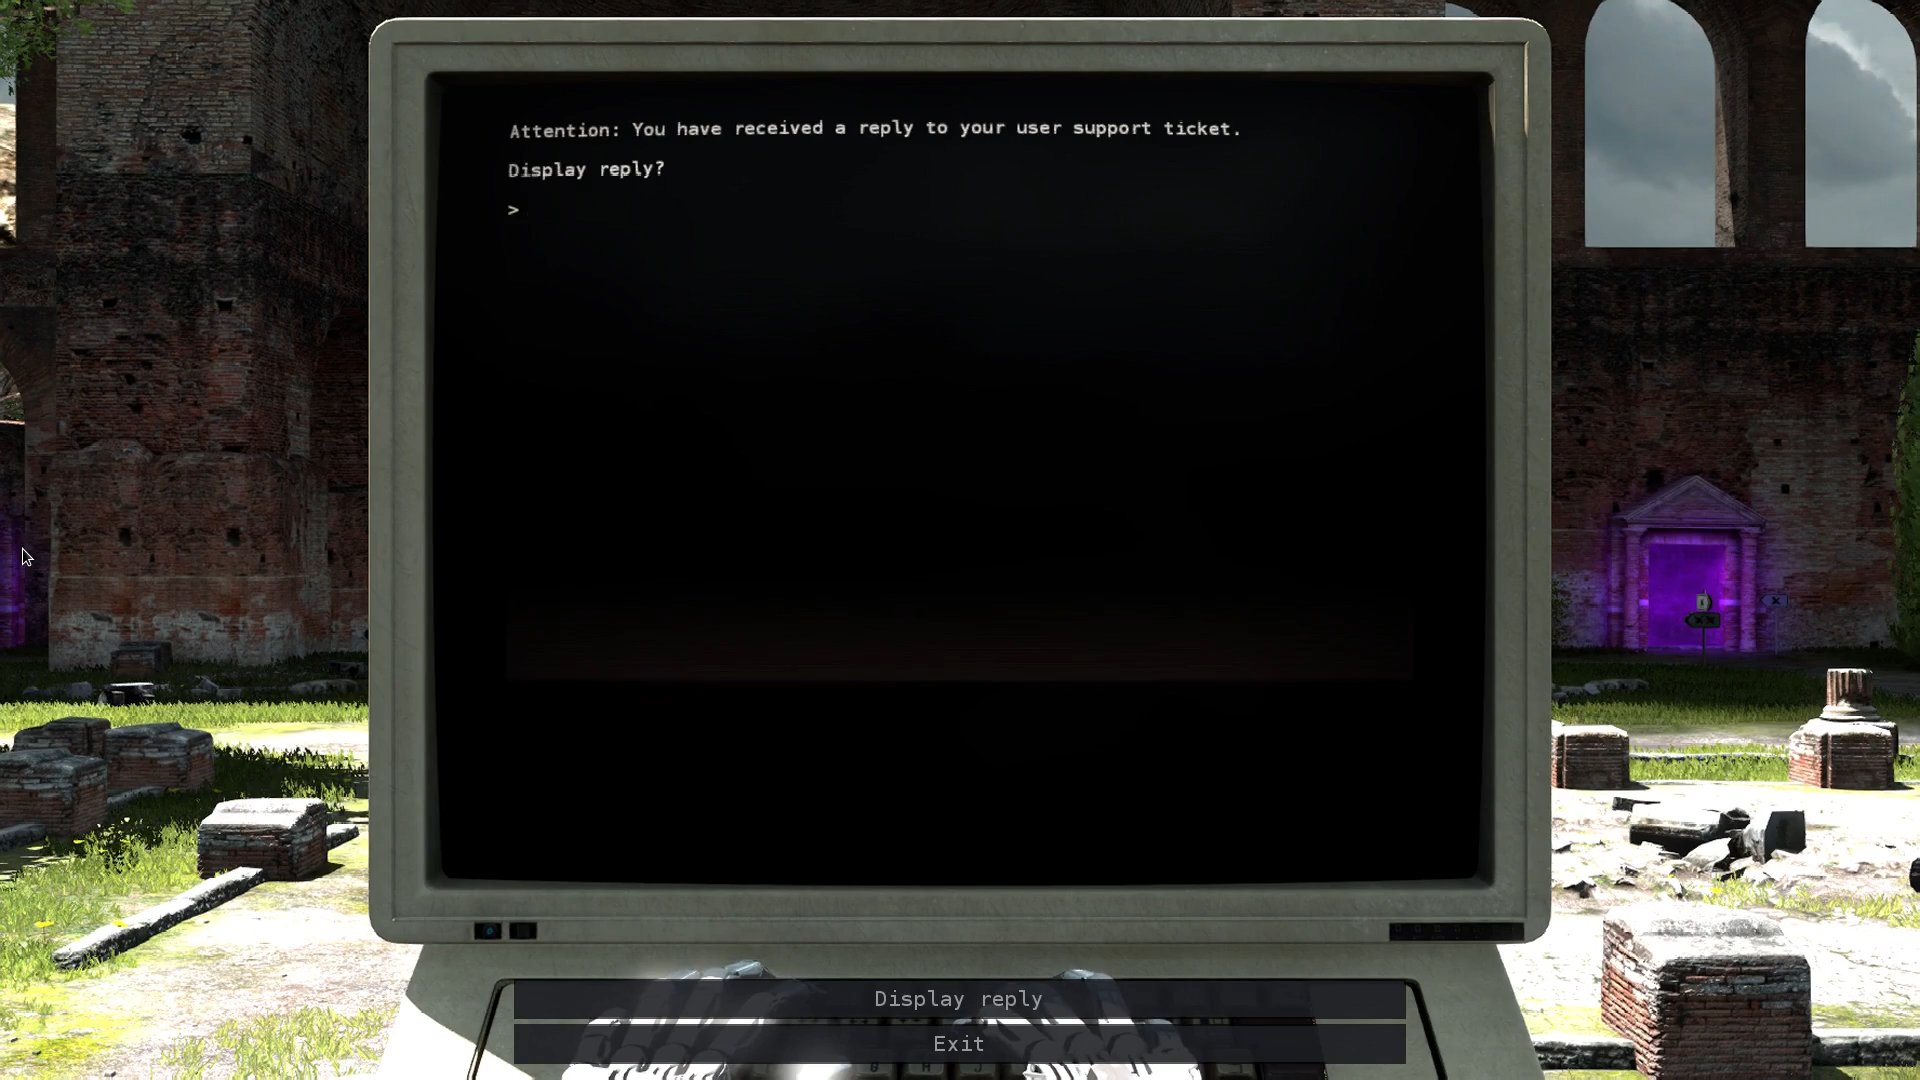 Attention: You have received a reply to your user support ticket.
Display reply?
>
Display reply
Exit